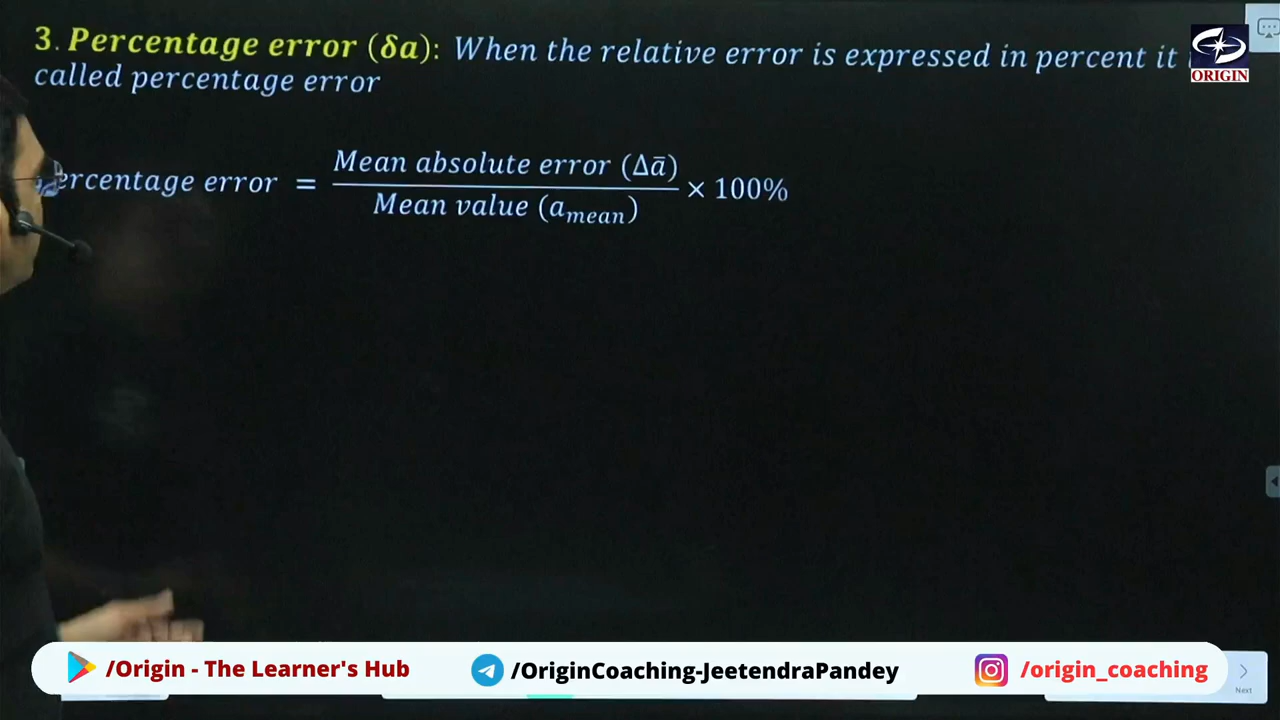 3. Percentage error (δa): When the relative error is expressed in percent it
called percentage error
ercentage error = Mean absolute error (Δā) / Mean value (a_mean) × 100%
ORIGIN
/Origin - The Learner's Hub
/OriginCoaching-JeetendraPandey
/origin_coaching
Next